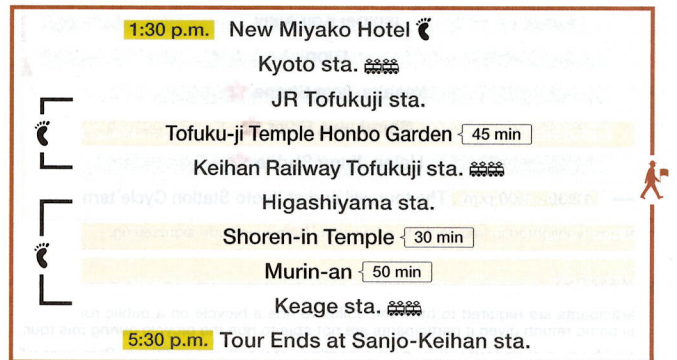 1:30 p.m. New Miyako Hotel
Kyoto sta.
JR Tofukuji sta.
Tofuku-ji Temple Honbo Garden 45 min
Keihan Railway Tofukuji sta.
Higashiyama sta.
Shoren-in Temple 30 min
Murin-an 50 min
Keage sta.
5:30 p.m. Tour Ends at Sanjo-Keihan sta.